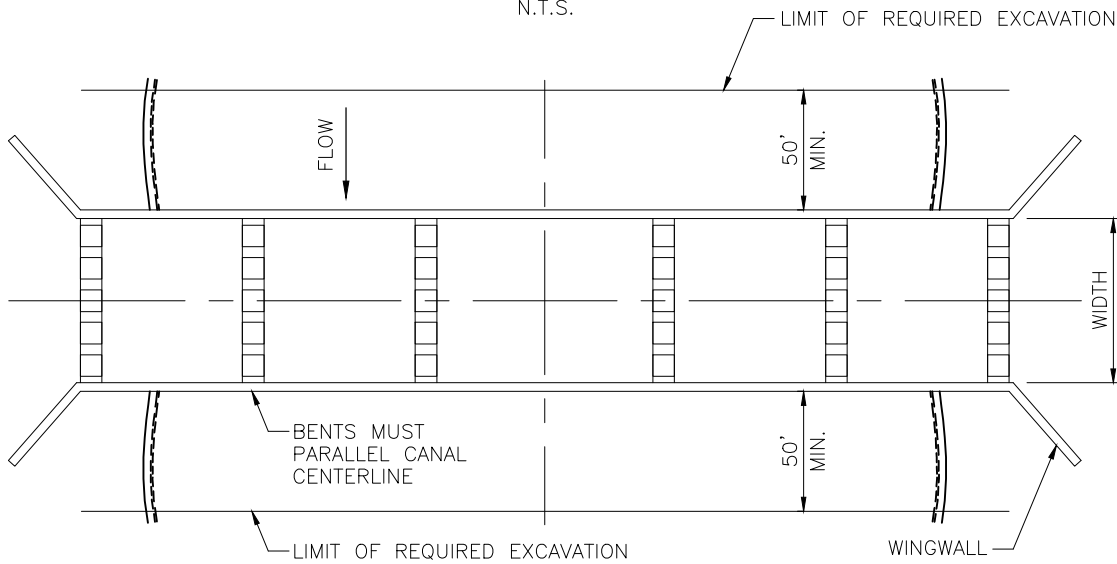 N.T.S.
LIMIT OF REQUIRED EXCAVATION
FLOW
50'
MIN.
WIDTH
BENTS MUST
PARALLEL CANAL
CENTERLINE
50'
MIN.
LIMIT OF REQUIRED EXCAVATION
WINGWALL